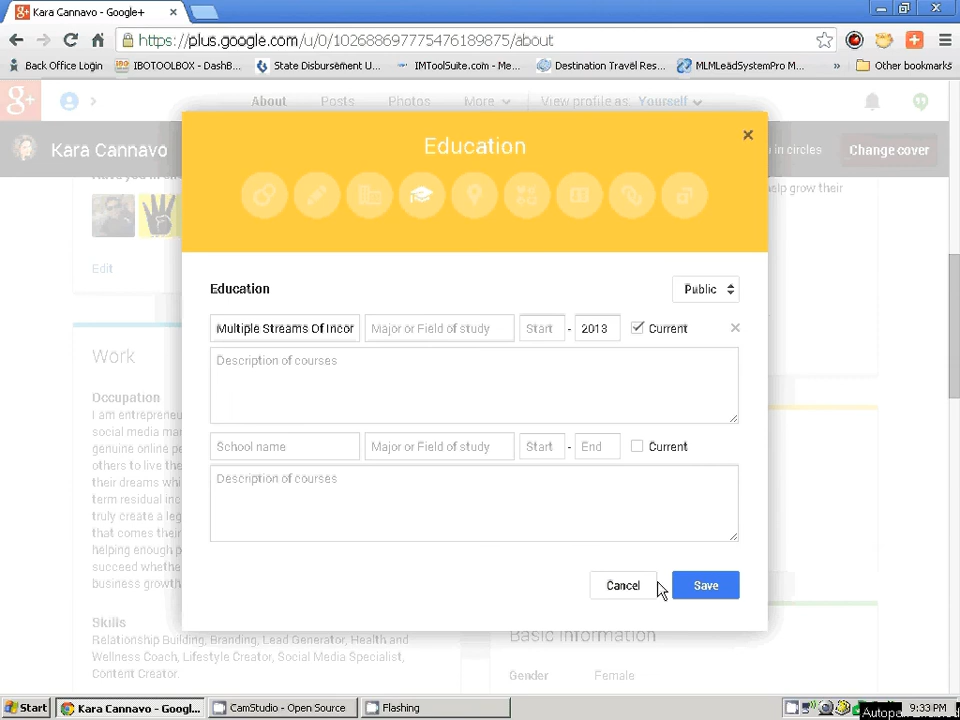 Kara Cannavo - Google+
https://plus.google.com/u/0/102688697775476189875/about
Back Office Login IBOTOOLBOX - DashB... State Disbursement U... IMToolSuite.com - Me... Destination Travel Res... MLMLeadSystemPro M... » Other bookmarks
g+ About Posts Photos More View profile as: Yourself
Kara Cannavo
in circles
Change cover
Education
help grow their
Edit
Education
Public
Multiple Streams Of Incor
Major or Field of study
Start - 2013
Current
Description of courses
School name
Major or Field of study
Start - End
Current
Description of courses
Cancel
Save
Work
Occupation
I am entrepreneu
social media mar
genuine online pe
others to live the
their dreams whi
term residual inc
truly create a leg
that comes their
helping enough p
succeed whethe
business growth
Skills
Relationship Building, Branding, Lead Generator, Health and
Wellness Coach, Lifestyle Creator, Social Media Specialist,
Content Creator.
Basic Information
Gender Female
Start Kara Cannavo - Googl... CamStudio - Open Source Flashing 9:33 PM